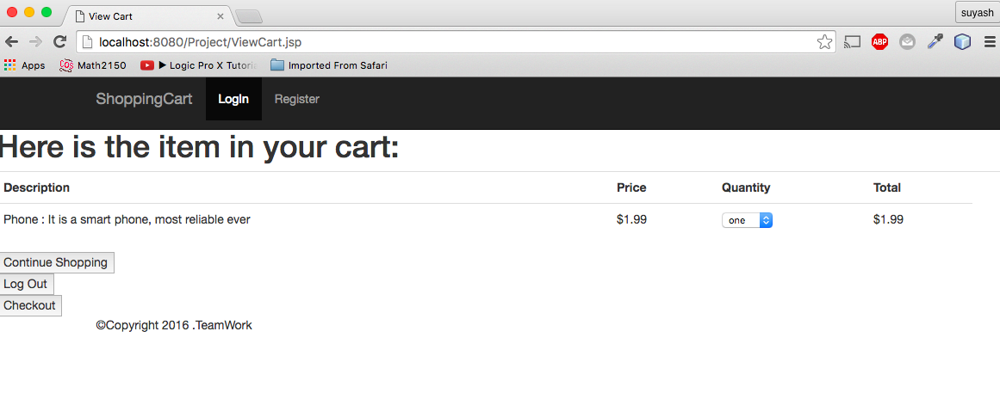 View Cart
suyash
localhost:8080/Project/ViewCart.jsp
ABP
Apps CQS Math2150 ▶ Logic Pro X Tutori Imported From Safari
ShoppingCart LogIn Register
Here is the item in your cart:
Description Price Quantity Total
Phone : It is a smart phone, most reliable ever $1.99 one $1.99
Continue Shopping
Log Out
Checkout
©Copyright 2016 .TeamWork